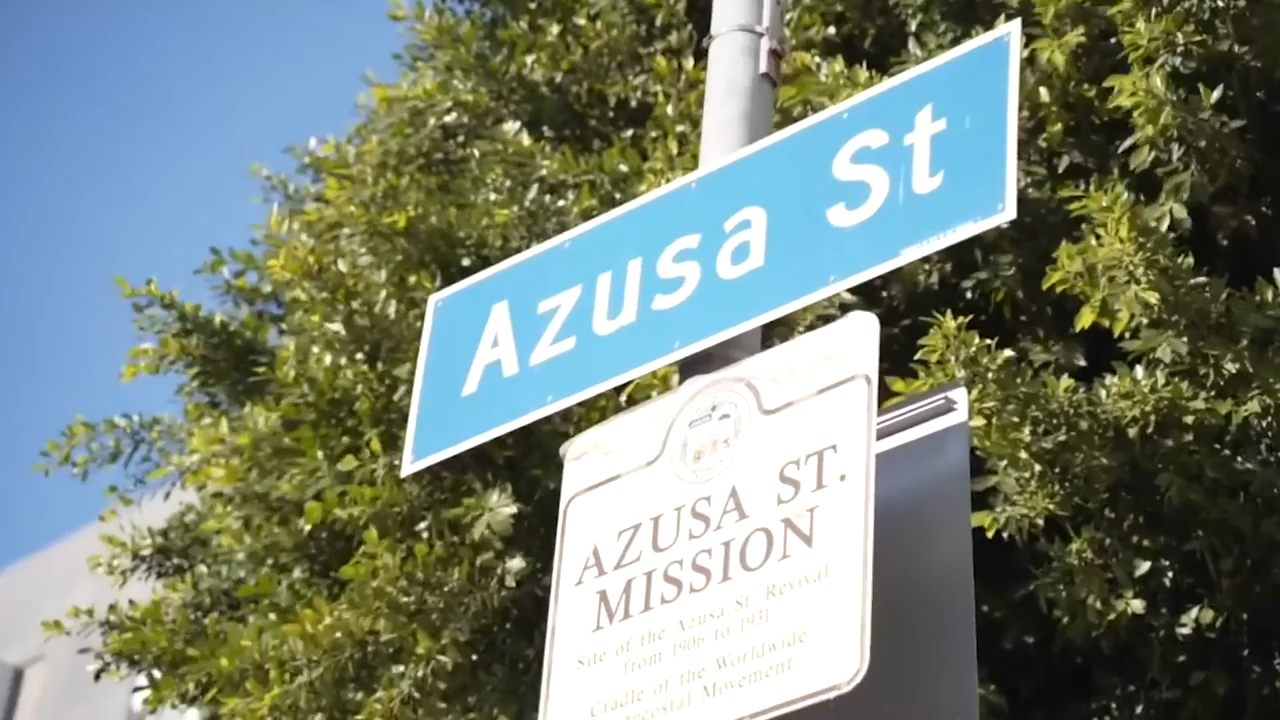 Azusa St
AZUSA ST.
MISSION
Site of the Azusa St. Revival
from 1906 to 1931
Cradle of the Worldwide
Movement